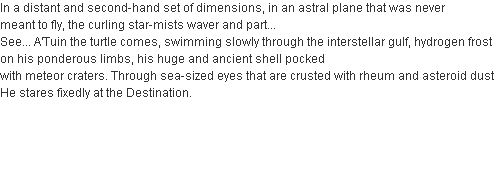 In a distant and second-hand set of dimensions, in an astral plane that was never
meant to fly, the curling star-mists waver and part...
See... A'Tuin the turtle comes, swimming slowly through the interstellar gulf, hydrogen frost
on his ponderous limbs, his huge and ancient shell pocked
with meteor craters. Through sea-sized eyes that are crusted with rheum and asteroid dust
He stares fixedly at the Destination.